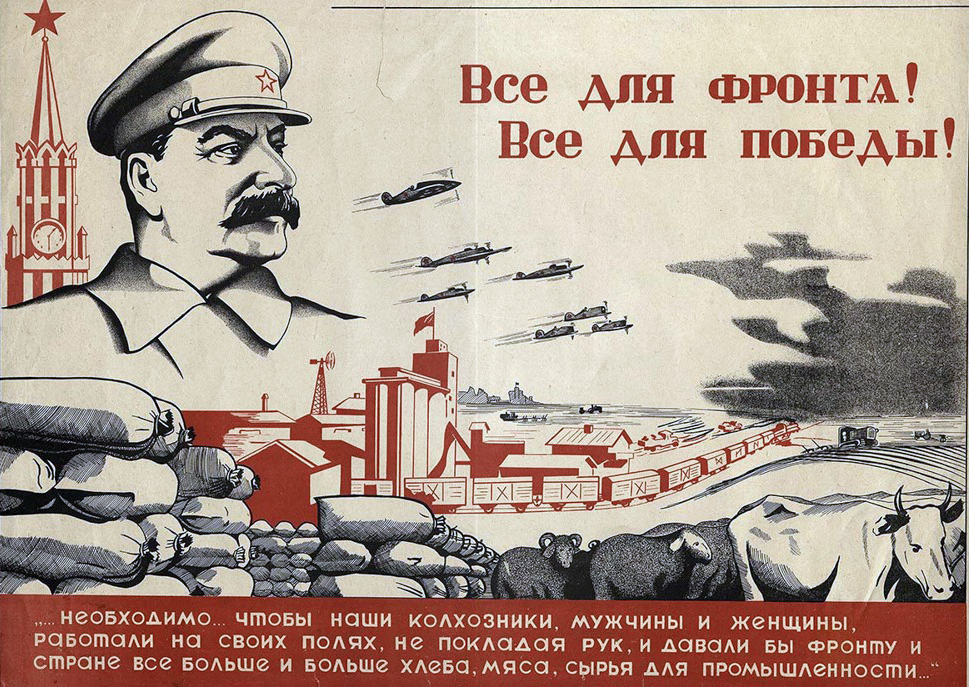 Все для фронта!
Все для победы!
„... необходимо... чтобы наши колхозники, мужчины и женщины,
работали на своих полях, не покладая рук, и давали бы фронту и
стране все больше и больше хлеба, мяса, сырья для промышленности..."